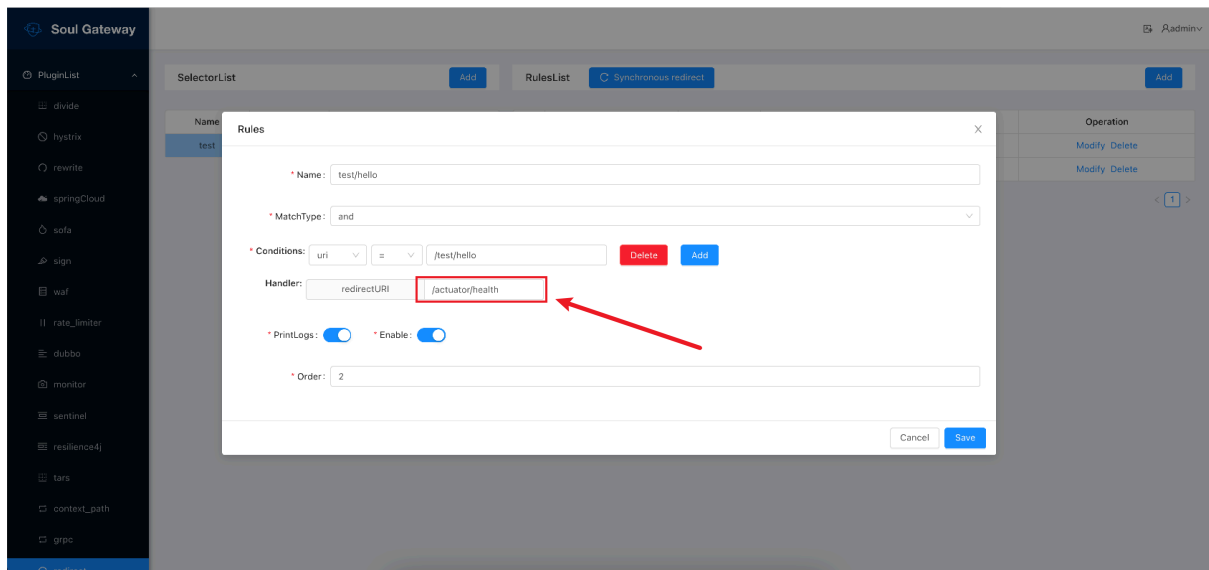 Soul Gateway
admin
PluginList
SelectorList
Add
RulesList
Synchronous redirect
Add
divide
hystrix
rewrite
springCloud
sofa
sign
waf
rate_limiter
dubbo
monitor
sentinel
resilience4j
tars
context_path
grpc
redirect
Name
Operation
test
Modify Delete
Modify Delete
< 1 >
Rules
* Name: test/hello
* MatchType: and
* Conditions: uri = /test/hello Delete Add
Handler: redirectURI /actuator/health
* PrintLogs: * Enable:
* Order: 2
Cancel Save